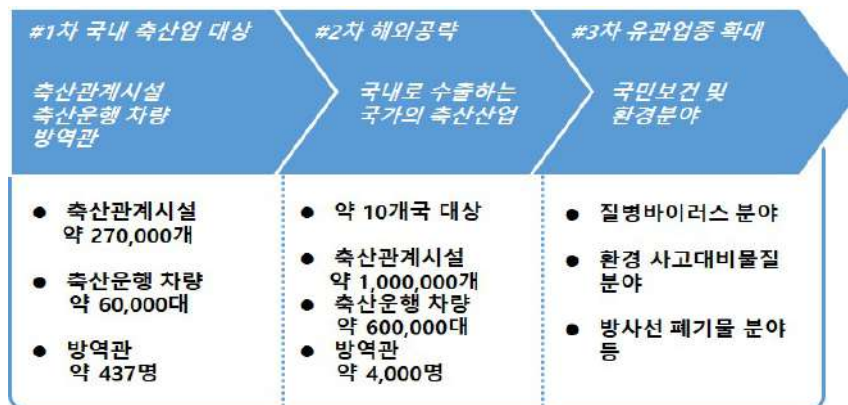 #1차 국내 축산업 대상
축산관계시설
축산운행 차량
방역관
#2차 해외공략
국내로 수출하는
국가의 축산산업
#3차 유관업종 확대
국민보건 및
환경분야
● 축산관계시설
약 270,000개
● 축산운행 차량
약 60,000대
● 방역관
약 437명
● 약 10개국 대상
● 축산관계시설
약 1,000,000개
● 축산운행 차량
약 600,000대
● 방역관
약 4,000명
● 질병바이러스 분야
● 환경 사고대비물질
분야
● 방사선 폐기물 분야
등